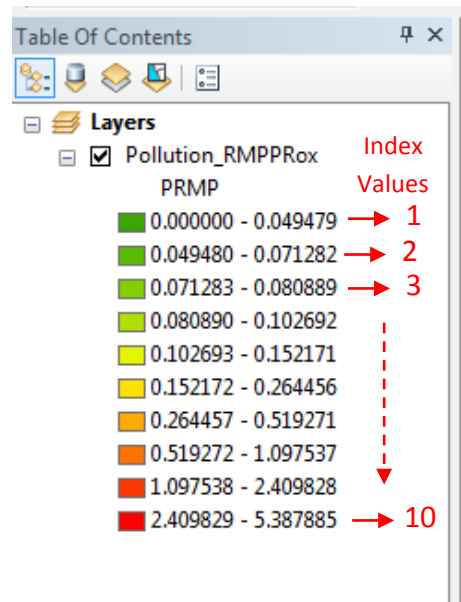 Table Of Contents
Layers
Pollution_RMPPRox
Index
PRMP
Values
0.000000 - 0.049479 1
0.049480 - 0.071282 2
0.071283 - 0.080889 3
0.080890 - 0.102692
0.102693 - 0.152171
0.152172 - 0.264456
0.264457 - 0.519271
0.519272 - 1.097537
1.097538 - 2.409828
2.409829 - 5.387885 10